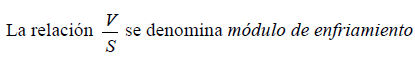 La relación V/S se denomina módulo de enfriamiento